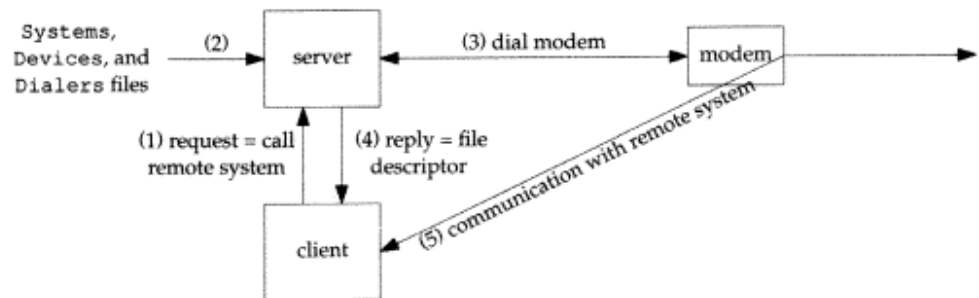 Systems,
Devices, and
Dialers files
(2)
server
(3) dial modem
modem
(1) request = call
remote system
(4) reply = file
descriptor
(5) communication with remote system
client